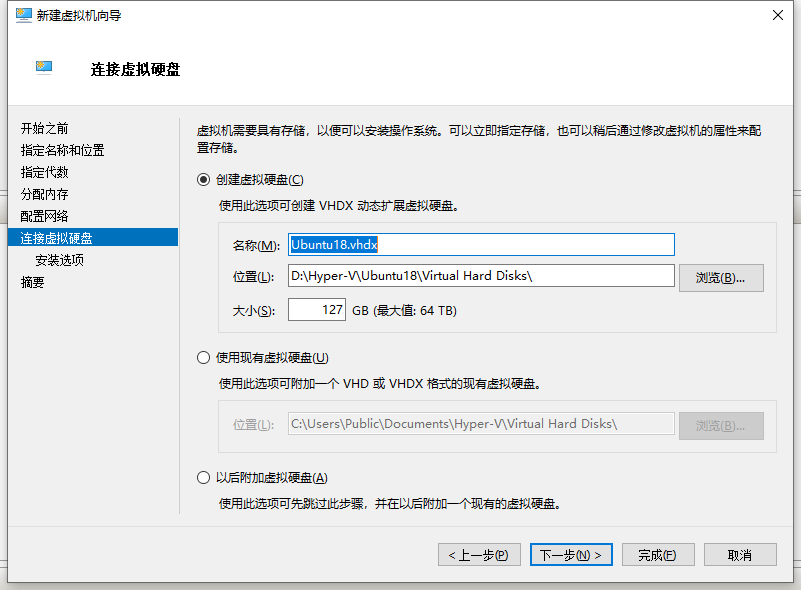 新建虚拟机向导
连接虚拟硬盘
开始之前
指定名称和位置
指定代数
分配内存
配置网络
连接虚拟硬盘
安装选项
摘要
虚拟机需要具有存储，以便可以安装操作系统。可以立即指定存储，也可以稍后通过修改虚拟机的属性来配
置存储。
创建虚拟硬盘(C)
使用此选项可创建 VHDX 动态扩展虚拟硬盘。
名称(M): Ubuntu18.vhdx
位置(L): D:\Hyper-V\Ubuntu18\Virtual Hard Disks\ 浏览(B)...
大小(S): 127 GB (最大值: 64 TB)
使用现有虚拟硬盘(U)
使用此选项可附加一个 VHD 或 VHDX 格式的现有虚拟硬盘。
位置(L): C:\Users\Public\Documents\Hyper-V\Virtual Hard Disks\ 浏览(B)...
以后附加虚拟硬盘(A)
使用此选项可先跳过此步骤，并在以后附加一个现有的虚拟硬盘。
< 上一步(P) 下一步(N) > 完成(F) 取消